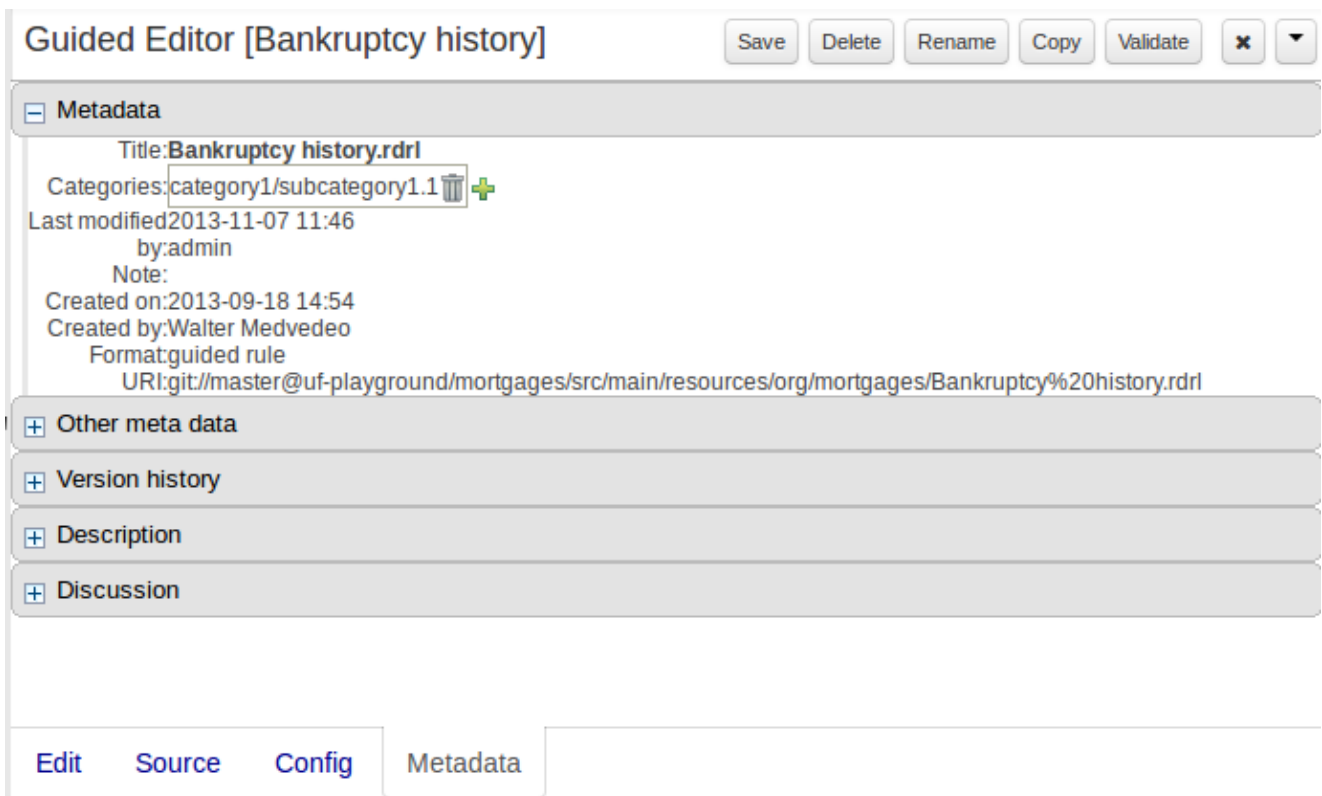 Guided Editor [Bankruptcy history] Save Delete Rename Copy Validate
Metadata
Title:Bankruptcy history.rdrl
Categories:category1/subcategory1.1
Last modified2013-11-07 11:46
by:admin
Note:
Created on:2013-09-18 14:54
Created by:Walter Medvedeo
Format:guided rule
URI:git://master@uf-playground/mortgages/src/main/resources/org/mortgages/Bankruptcy%20history.rdrl
Other meta data
Version history
Description
Discussion
Edit Source Config Metadata